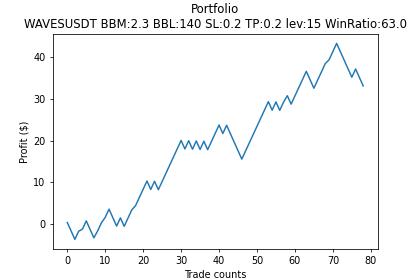 Portfolio
WAVESUSDT BBM:2.3 BBL:140 SL:0.2 TP:0.2 lev:15 WinRatio:63.0
Profit ($)
40
30
20
10
0
0 10 20 30 40 50 60 70 80
Trade counts